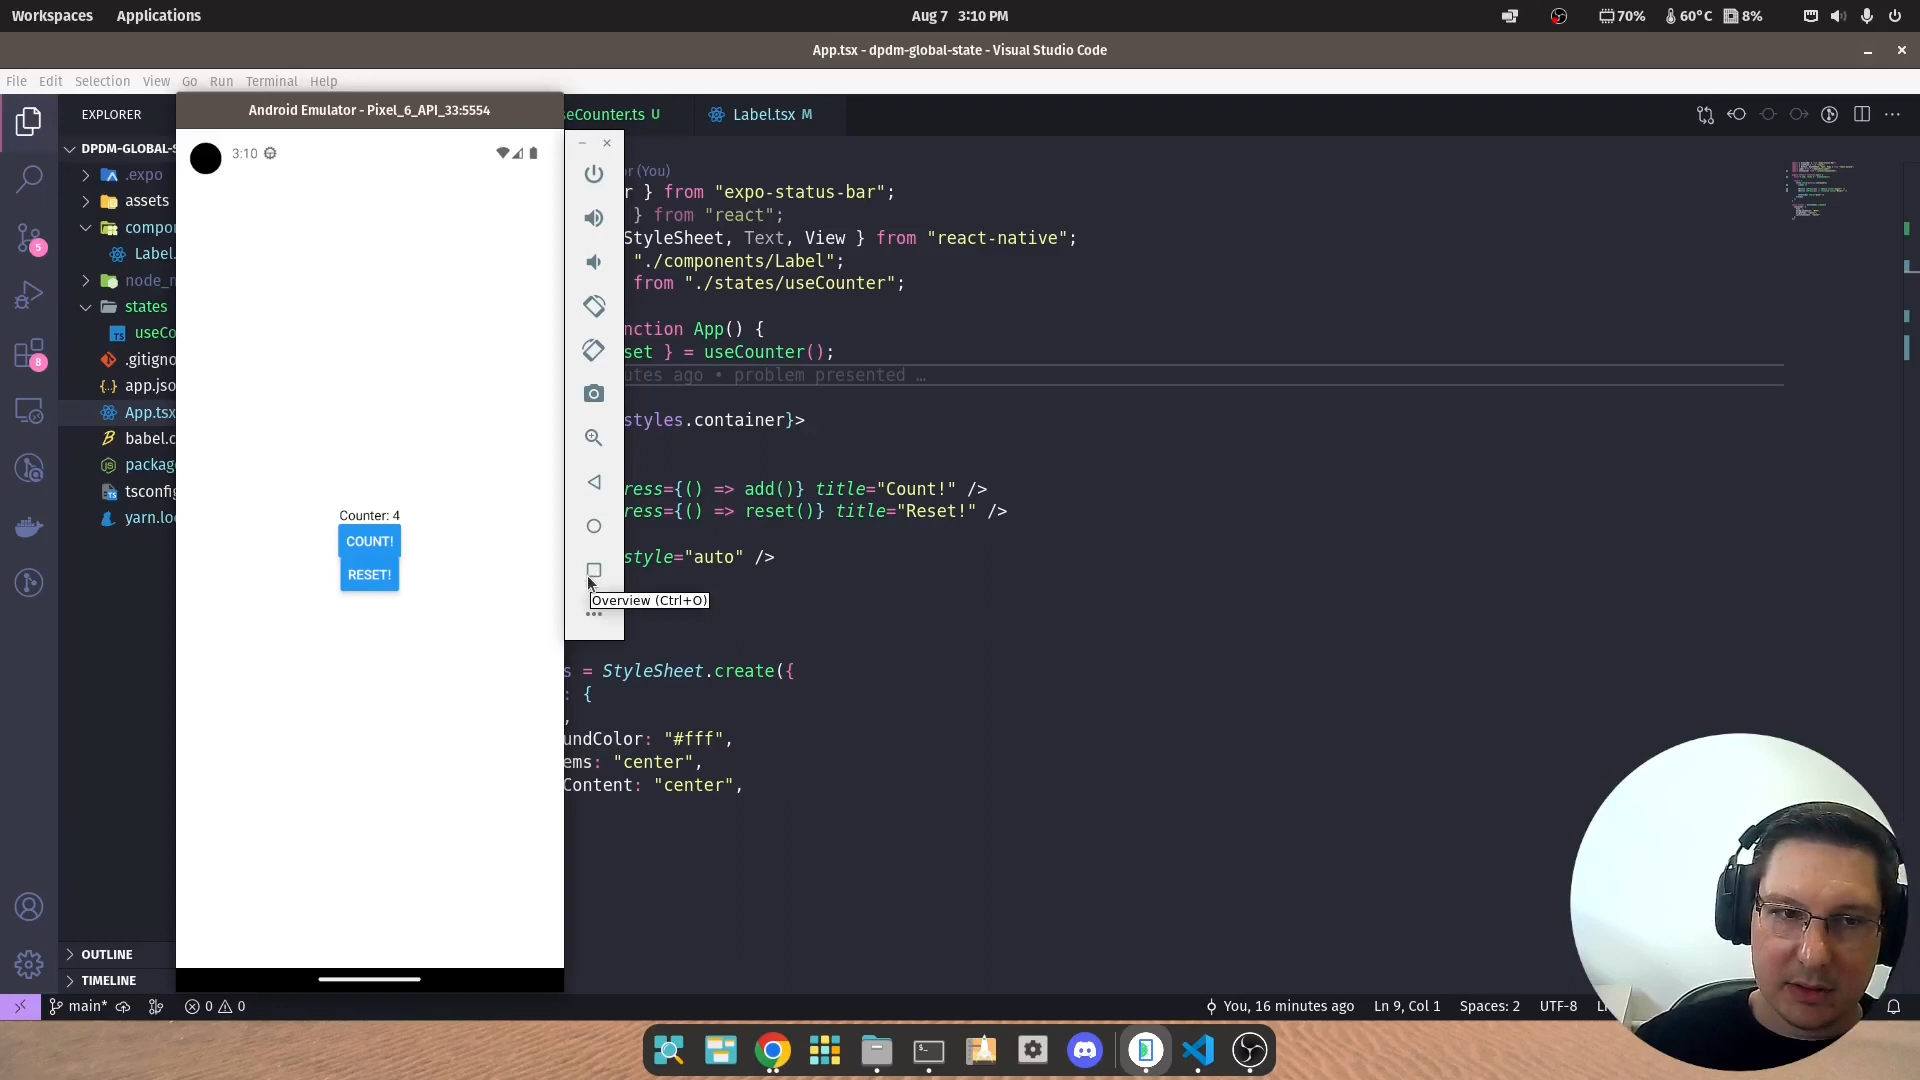 Workspaces Applications Aug 7 3:10 PM 70% 60°C 8%
App.tsx - dpdm-global-state - Visual Studio Code
File Edit Selection View Go Run Terminal Help
EXPLORER
DPDM-GLOBAL-S
.expo
assets
compo
Label.
node_n
states
useCo
.gitigno
app.jso
App.tsx
babel.c
packag
tsconfig
yarn.loc
OUTLINE
TIMELINE
5
8
Android Emulator - Pixel_6_API_33:5554
3:10
Counter: 4
COUNT!
RESET!
Overview (Ctrl+O)
seCounter.ts U
Label.tsx M
or (You)
r } from "expo-status-bar";
} from "react";
StyleSheet, Text, View } from "react-native";
"./components/Label";
from "./states/useCounter";
nction App() {
set } = useCounter();
utes ago • problem presented …
styles.container}>
ress={() => add()} title="Count!" />
ress={() => reset()} title="Reset!" />
style="auto" />
s = StyleSheet.create({
: {
,
undColor: "#fff",
ems: "center",
Content: "center",
main* 0 0 You, 16 minutes ago Ln 9, Col 1 Spaces: 2 UTF-8